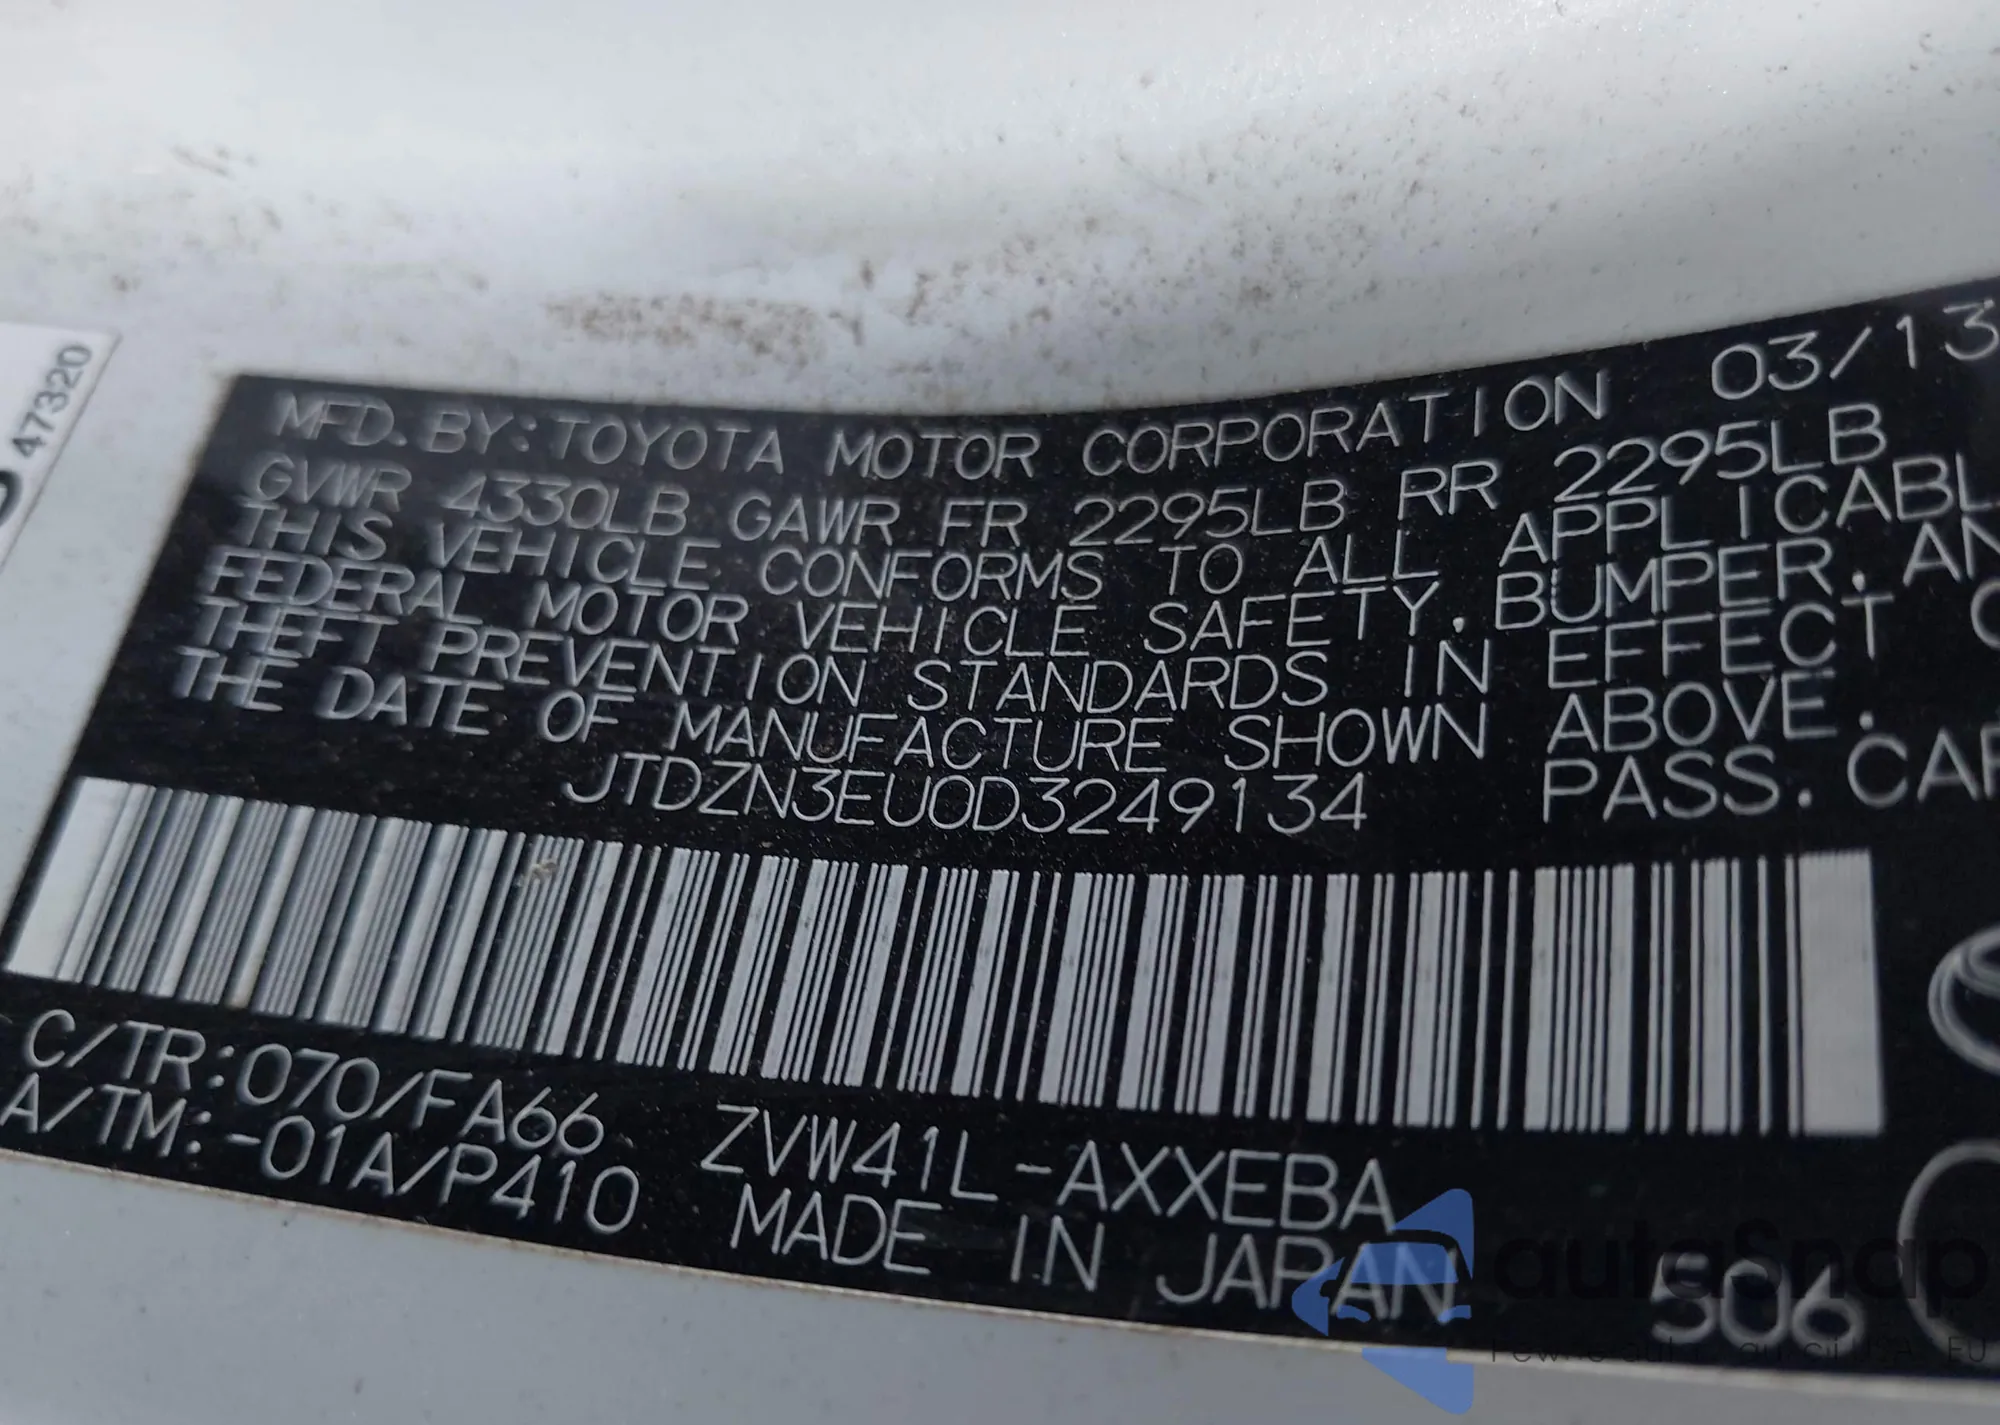 47320
MFD. BY: TOYOTA MOTOR CORPORATION 03/13
GVWR 4330LB GAWR FR 2295LB RR 2295LB
THIS VEHICLE CONFORMS TO ALL APPLICABL
FEDERAL MOTOR VEHICLE SAFETY. BUMPER. AN
THEFT PREVENTION STANDARDS IN EFFECT
THE DATE OF MANUFACTURE SHOWN ABOVE.
JTDZN3EU0D3249134 PASS. CAR
C/TR:070/FA66 ZVW41L-AXXEBA
A/TM:-01A/P410 MADE IN JAPAN 506
autaSnap